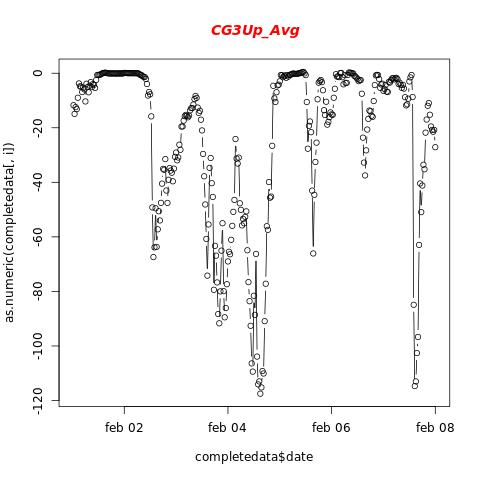 CG3Up_Avg
as.numeric(completedata[, i])
0
-20
-40
-60
-80
-100
-120
feb 02
feb 04
feb 06
feb 08
completedata$date